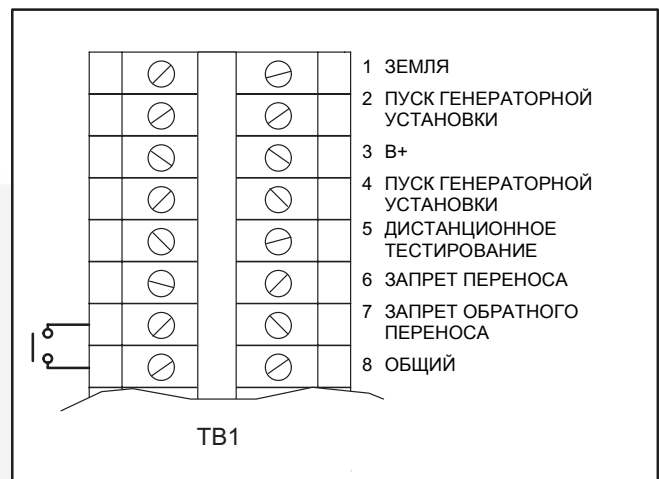 1 ЗЕМЛЯ
2 ПУСК ГЕНЕРАТОРНОЙ
УСТАНОВКИ
3 B+
4 ПУСК ГЕНЕРАТОРНОЙ
УСТАНОВКИ
5 ДИСТАНЦИОННОЕ
ТЕСТИРОВАНИЕ
6 ЗАПРЕТ ПЕРЕНОСА
7 ЗАПРЕТ ОБРАТНОГО
ПЕРЕНОСА
8 ОБЩИЙ
TB1